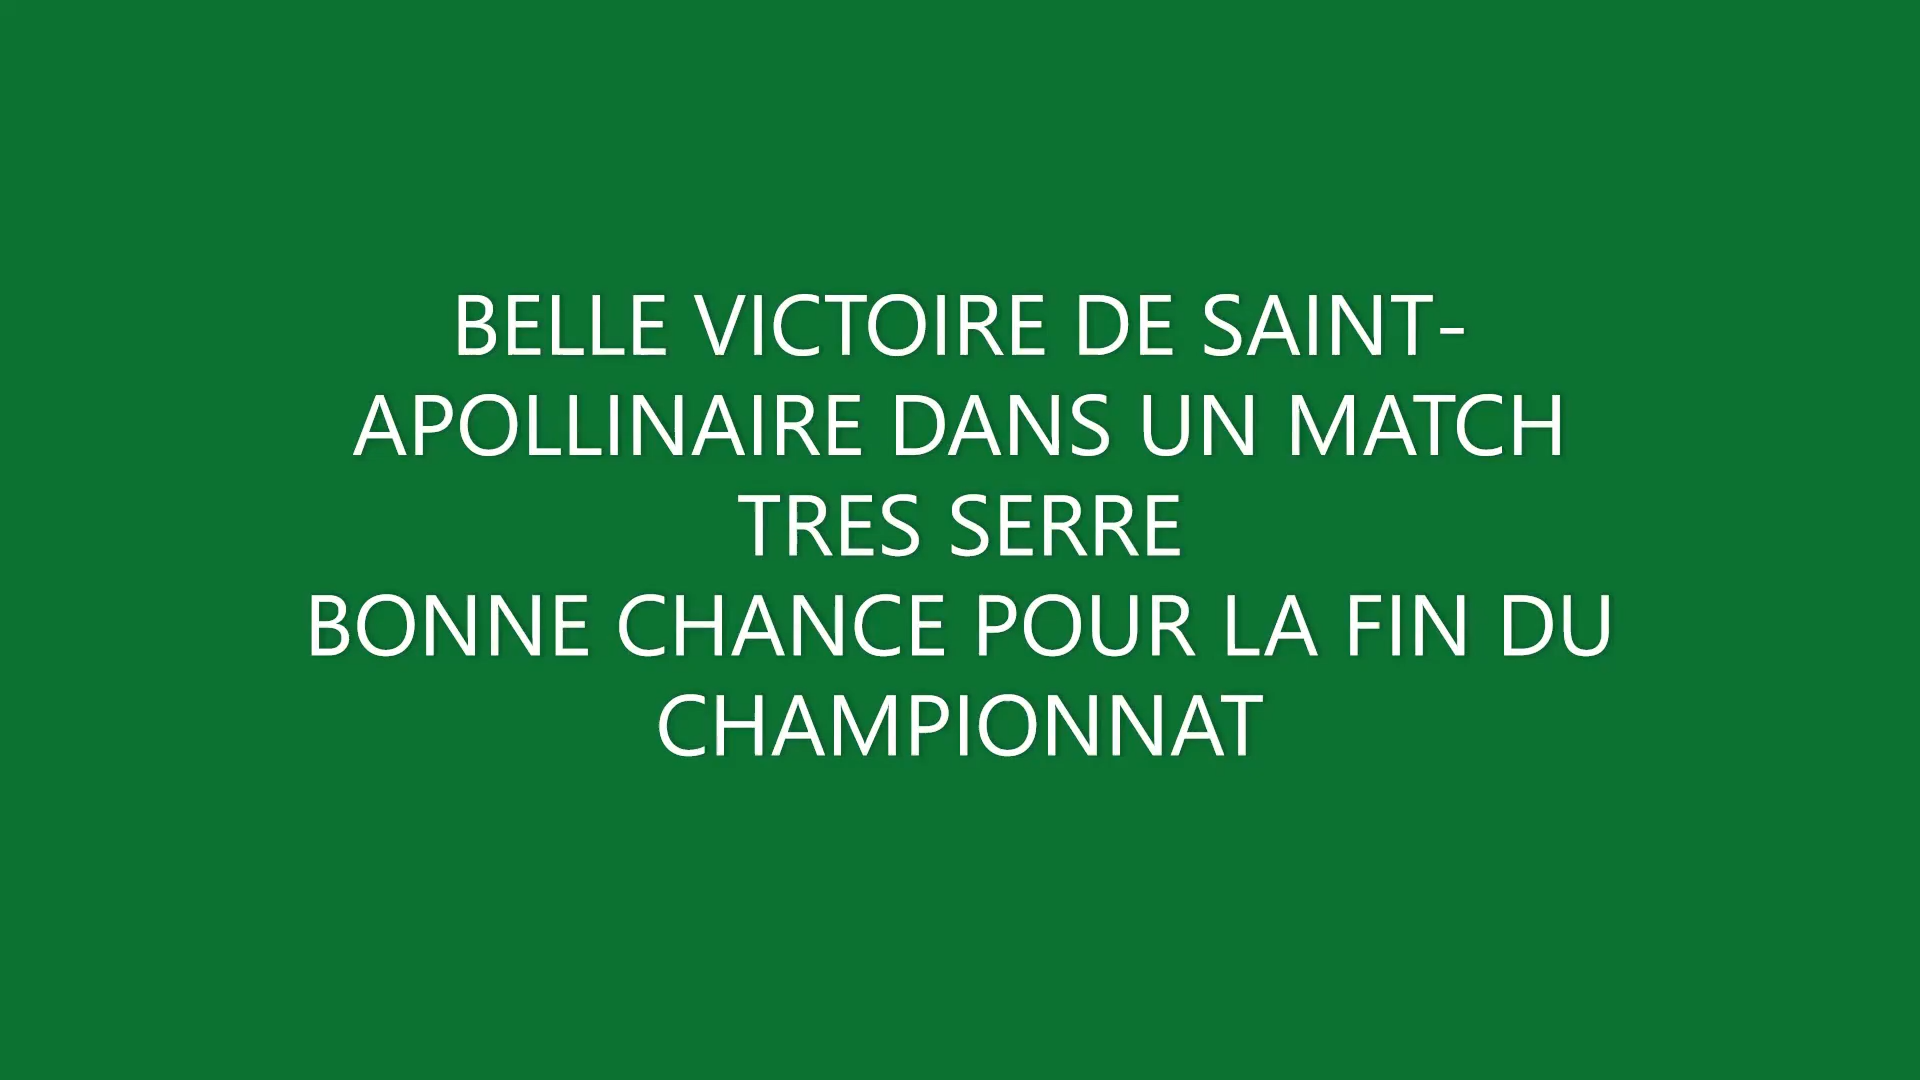 BELLE VICTOIRE DE SAINT-
APOLLINAIRE DANS UN MATCH
TRES SERRE
BONNE CHANCE POUR LA FIN DU
CHAMPIONNAT